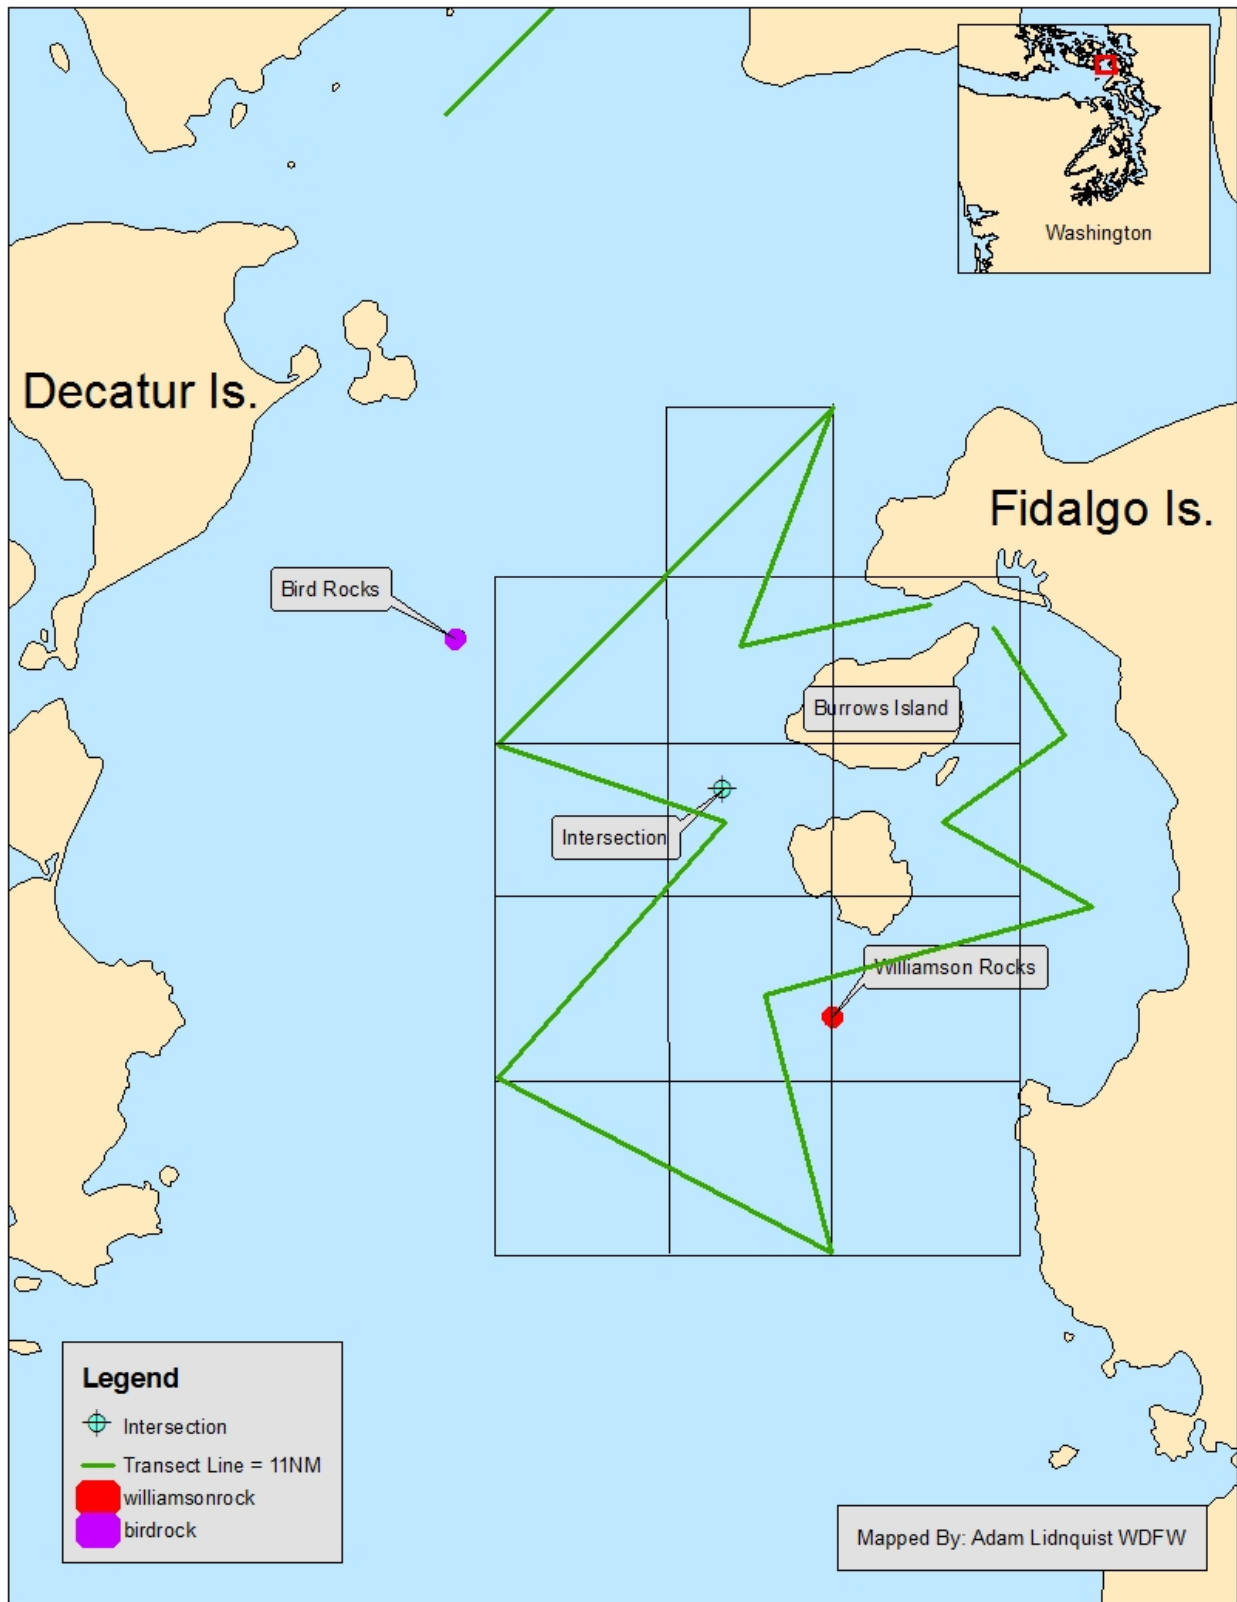 Washington
Decatur Is.
Fidalgo Is.
Bird Rocks
Burrows Island
Intersection
Williamson Rocks
Legend
Intersection
Transect Line = 11NM
williamsonrock
birdrock
Mapped By: Adam Lidnquist WDFW